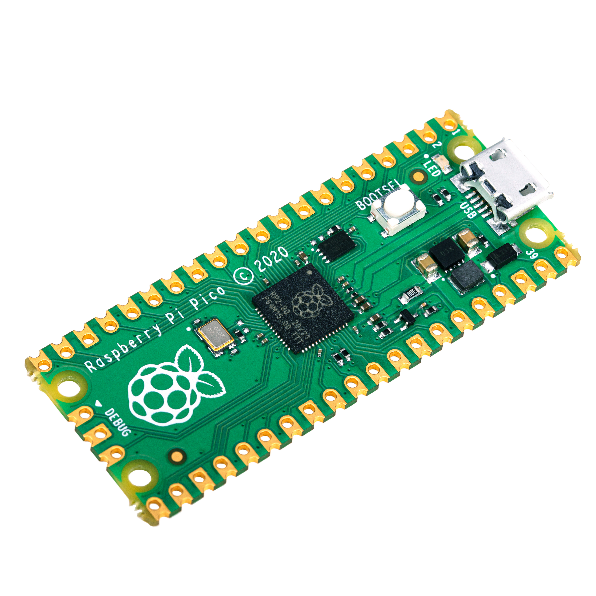 1
2
LED
USB
BOOTSEL
39
Raspberry Pi Pico © 2020
DEBUG